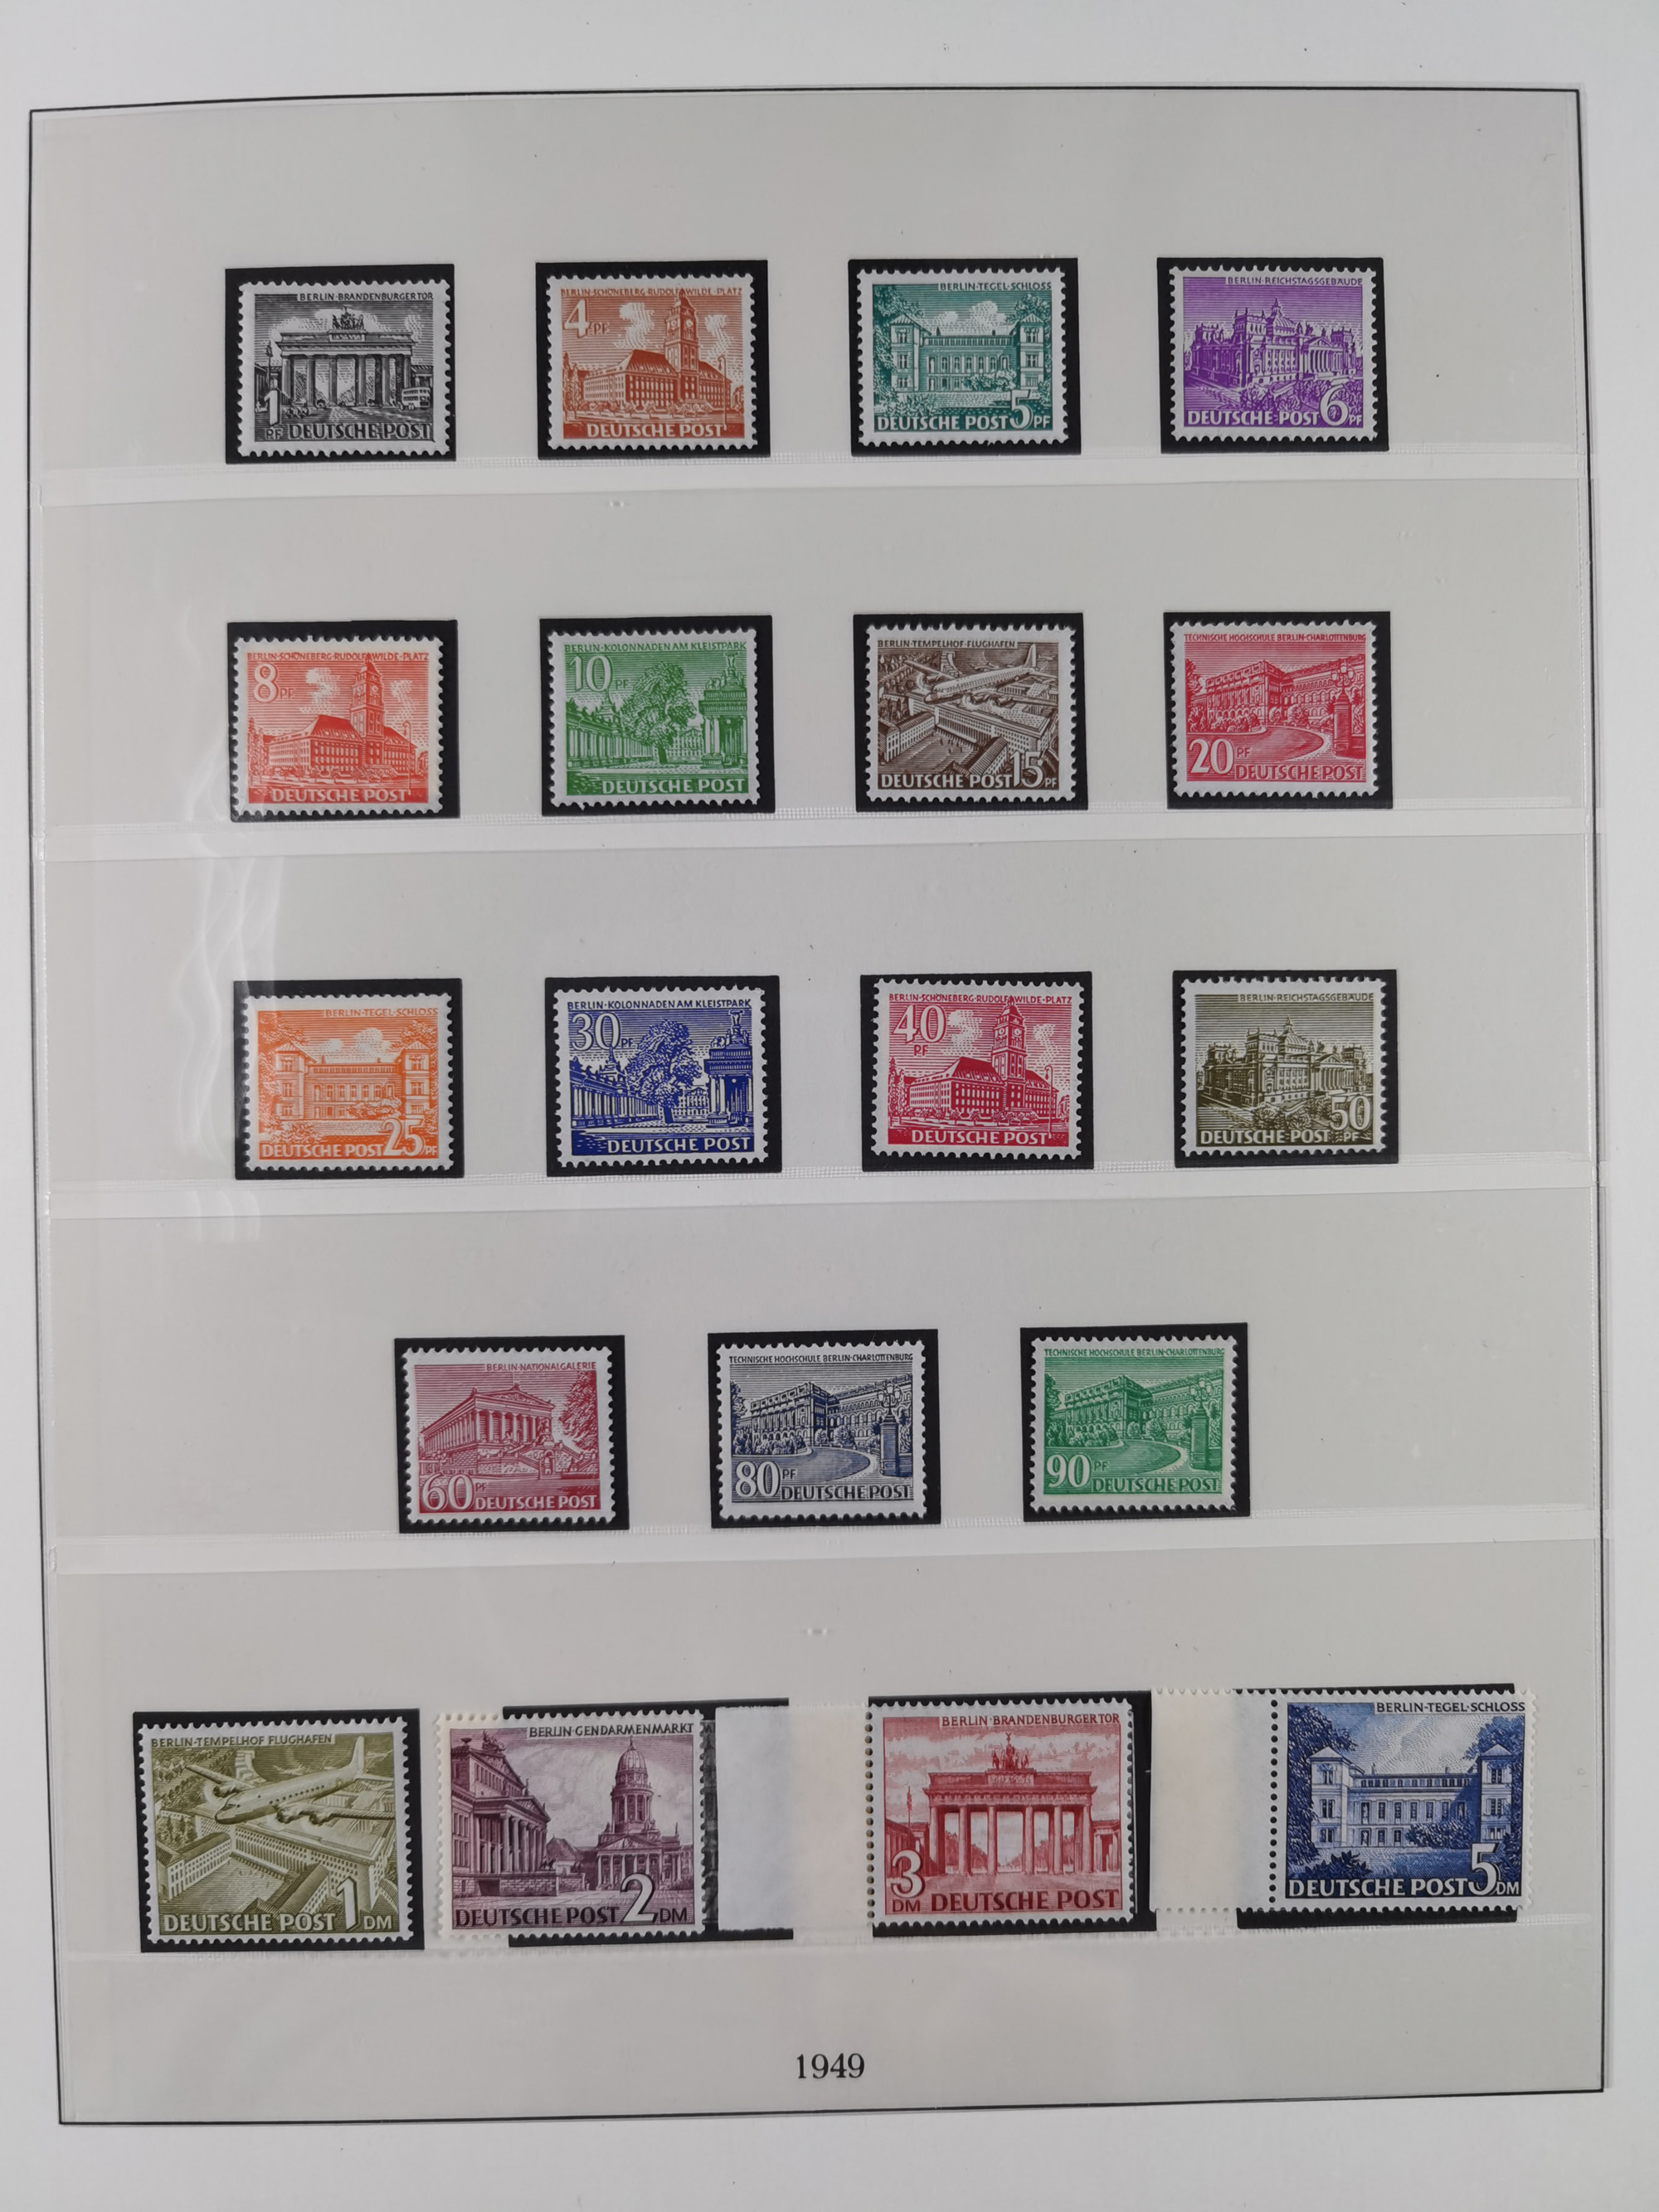 BERLIN-BRANDENBURGER TOR
1
PF DEUTSCHE POST
BERLIN-SCHÖNEBERG-RUDOLF WILDE-PLATZ
4 PF
DEUTSCHE POST
BERLIN-TEGEL-SCHLOSS
DEUTSCHE POST 5 PF
BERLIN-REICHSTAGSGEBÄUDE
DEUTSCHE POST 6 PF
BERLIN-SCHÖNEBERG-RUDOLF WILDE-PLATZ
8 PF
DEUTSCHE POST
BERLIN-KOLONNADEN AM KLEISTPARK
10 PF
DEUTSCHE POST
BERLIN-TEMPELHOF FLUGHAFEN
DEUTSCHE POST 15 PF
TECHNISCHE HOCHSCHULE BERLIN-CHARLOTTENBURG
20 PF
DEUTSCHE POST
BERLIN-TEGEL-SCHLOSS
DEUTSCHE POST 25 PF
BERLIN-KOLONNADEN AM KLEISTPARK
30 PF
DEUTSCHE POST
BERLIN-SCHÖNEBERG-RUDOLF WILDE-PLATZ
40
PF
DEUTSCHE POST
BERLIN-REICHSTAGSGEBÄUDE
50
DEUTSCHE POST PF
BERLIN-NATIONALGALERIE
60 PF
DEUTSCHE POST
TECHNISCHE HOCHSCHULE BERLIN-CHARLOTTENBURG
80 PF
DEUTSCHE POST
TECHNISCHE HOCHSCHULE BERLIN-CHARLOTTENBURG
90 PF
DEUTSCHE POST
BERLIN-TEMPELHOF FLUGHAFEN
DEUTSCHE POST 1 DM
BERLIN-GENDARMENMARKT
DEUTSCHE POST 2 DM
BERLIN-BRANDENBURGER TOR
3
DM DEUTSCHE POST
BERLIN-TEGEL-SCHLOSS
DEUTSCHE POST 5 DM
1949